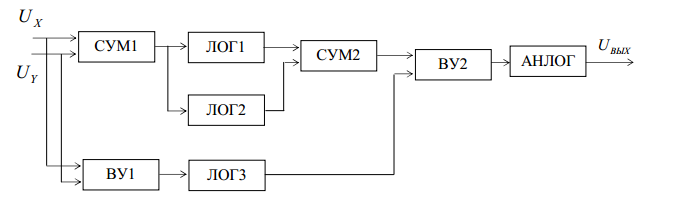 U_X
U_Y
СУМ1
ЛОГ1
ЛОГ2
СУМ2
ВУ2
АНЛОГ
U_ВЫХ
ВУ1
ЛОГ3